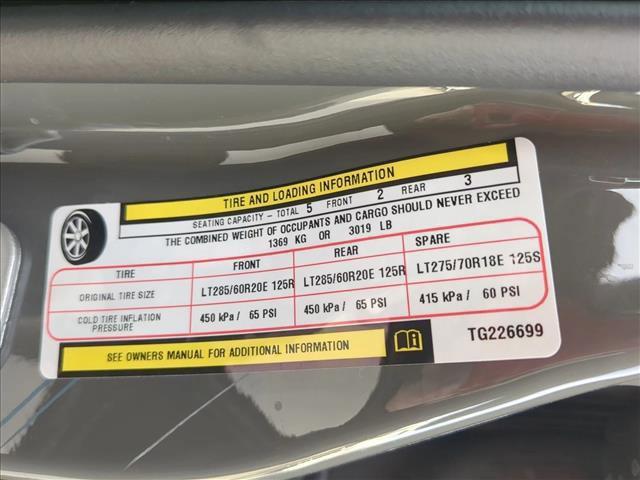 TIRE AND LOADING INFORMATION
SEATING CAPACITY - TOTAL 5 FRONT 2 REAR 3
THE COMBINED WEIGHT OF OCCUPANTS AND CARGO SHOULD NEVER EXCEED
1369 KG OR 3019 LB
TIRE FRONT REAR SPARE
ORIGINAL TIRE SIZE LT285/60R20E 125R LT285/60R20E 125R LT275/70R18E 125S
COLD TIRE INFLATION PRESSURE 450 kPa / 65 PSI 450 kPa / 65 PSI 415 kPa / 60 PSI
SEE OWNERS MANUAL FOR ADDITIONAL INFORMATION
TG226699